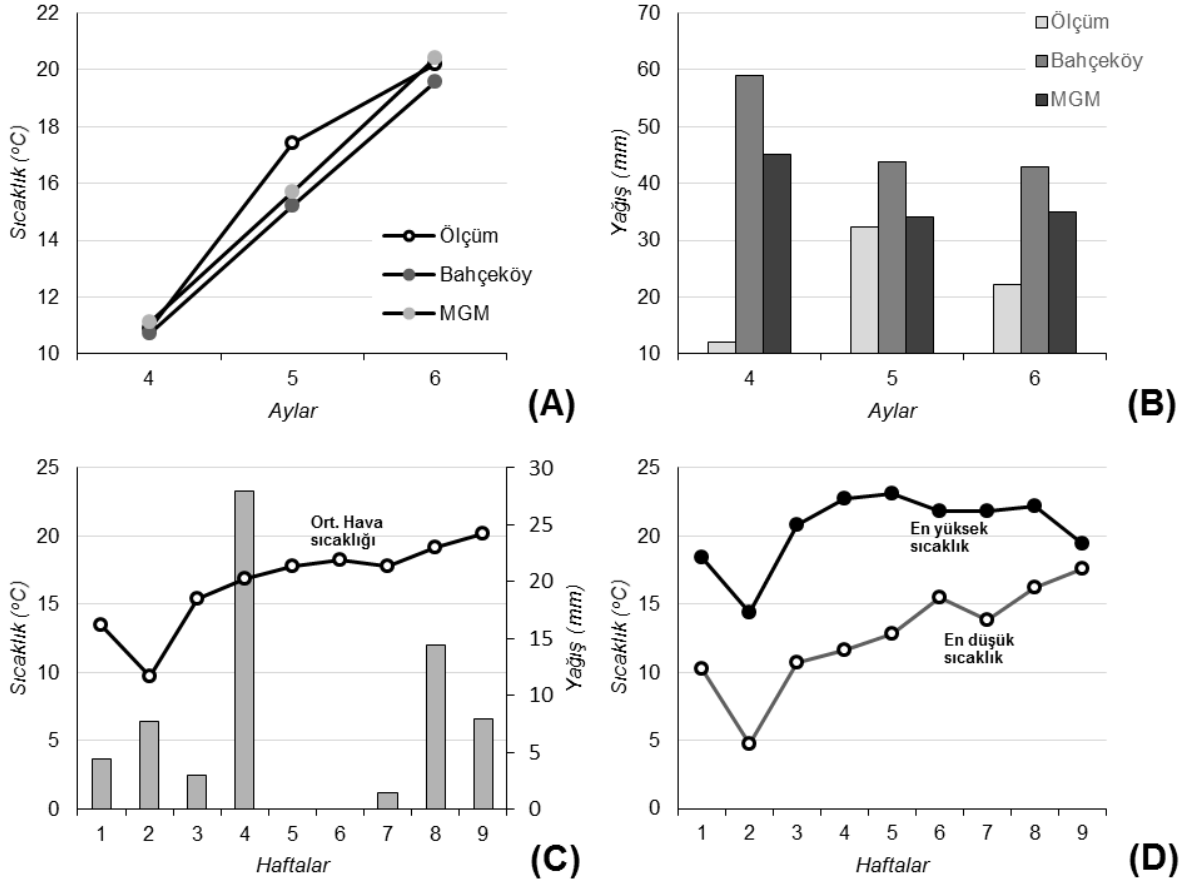 22
20
18
16
14
12
10
Sıcaklık (ºC)
Ölçüm
Bahçeköy
MGM
4 5 6
Aylar
(A)
Ölçüm
Bahçeköy
MGM
60
50
40
30
20
10
Yağış (mm)
4 5 6
Aylar
(B)
25
20
15
10
5
0
Sıcaklık (ºC)
Ort. Hava
sıcaklığı
30
25
20
15
10
5
0
Yağış (mm)
1 2 3 4 5 6 7 8 9
Haftalar
(C)
25
20
15
10
5
0
Sıcaklık (ºC)
En yüksek
sıcaklık
En düşük
sıcaklık
1 2 3 4 5 6 7 8 9
Haftalar
(D)